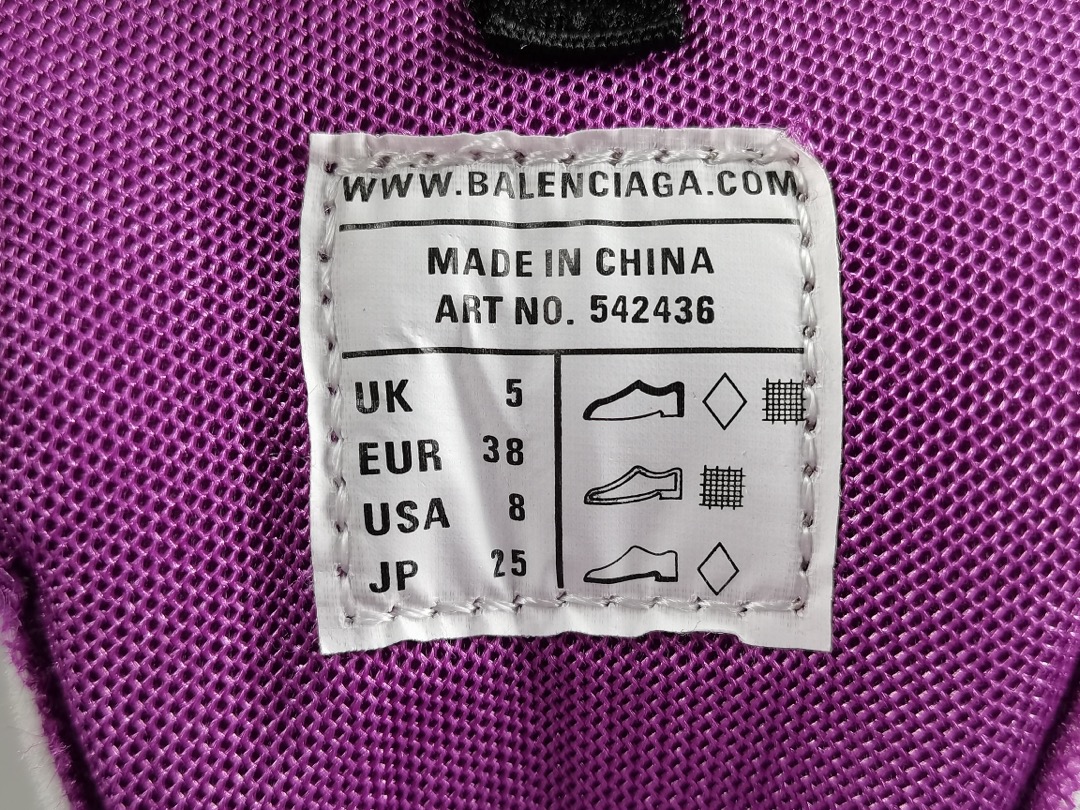 WWW.BALENCIAGA.COM
MADE IN CHINA
ART NO. 542436
UK 5
EUR 38
USA 8
JP 25